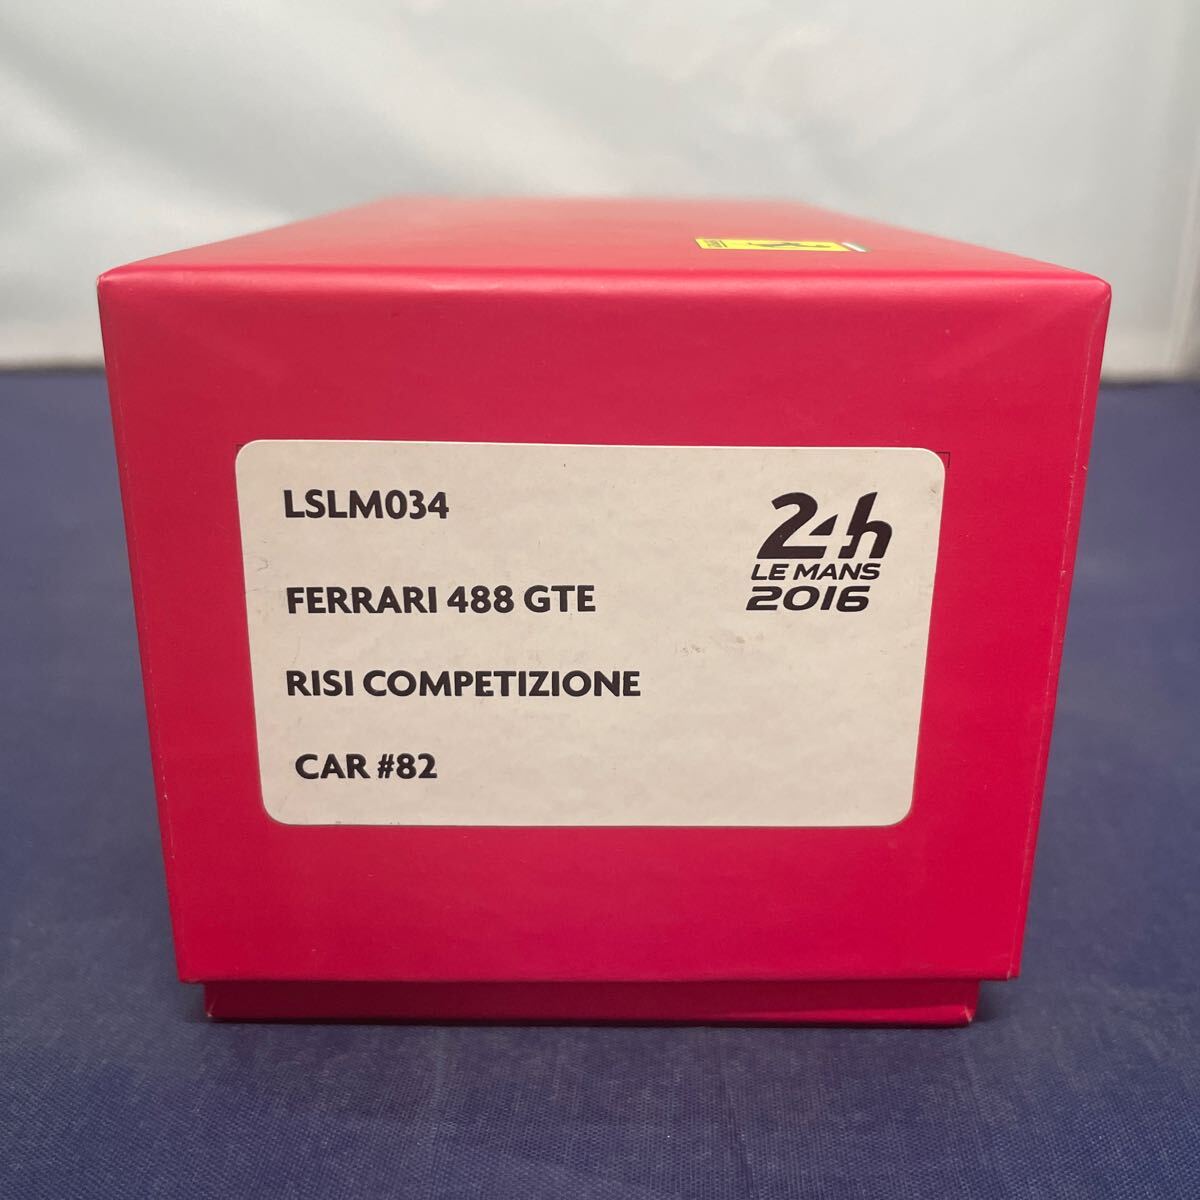 LSLM034
FERRARI 488 GTE
RISI COMPETIZIONE
CAR #82
24h
LE MANS
2016